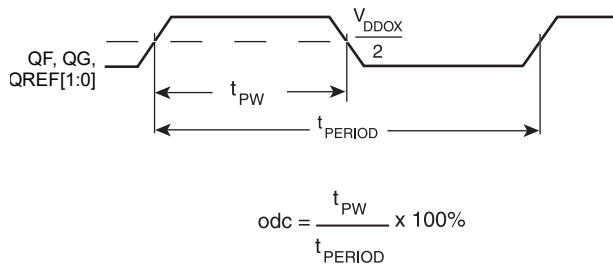 V_DDOX
2
QF, QG,
QREF[1:0]
t_PW
t_PERIOD
odc = t_PW / t_PERIOD x 100%